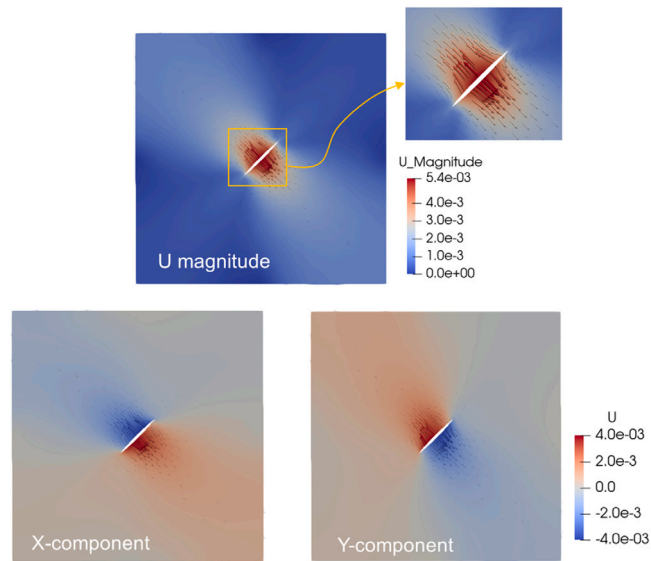 U_Magnitude
5.4e-03
4.0e-3
3.0e-3
2.0e-3
1.0e-3
0.0e+00
U magnitude
U
4.0e-03
2.0e-3
0.0
-2.0e-3
-4.0e-03
X-component
Y-component